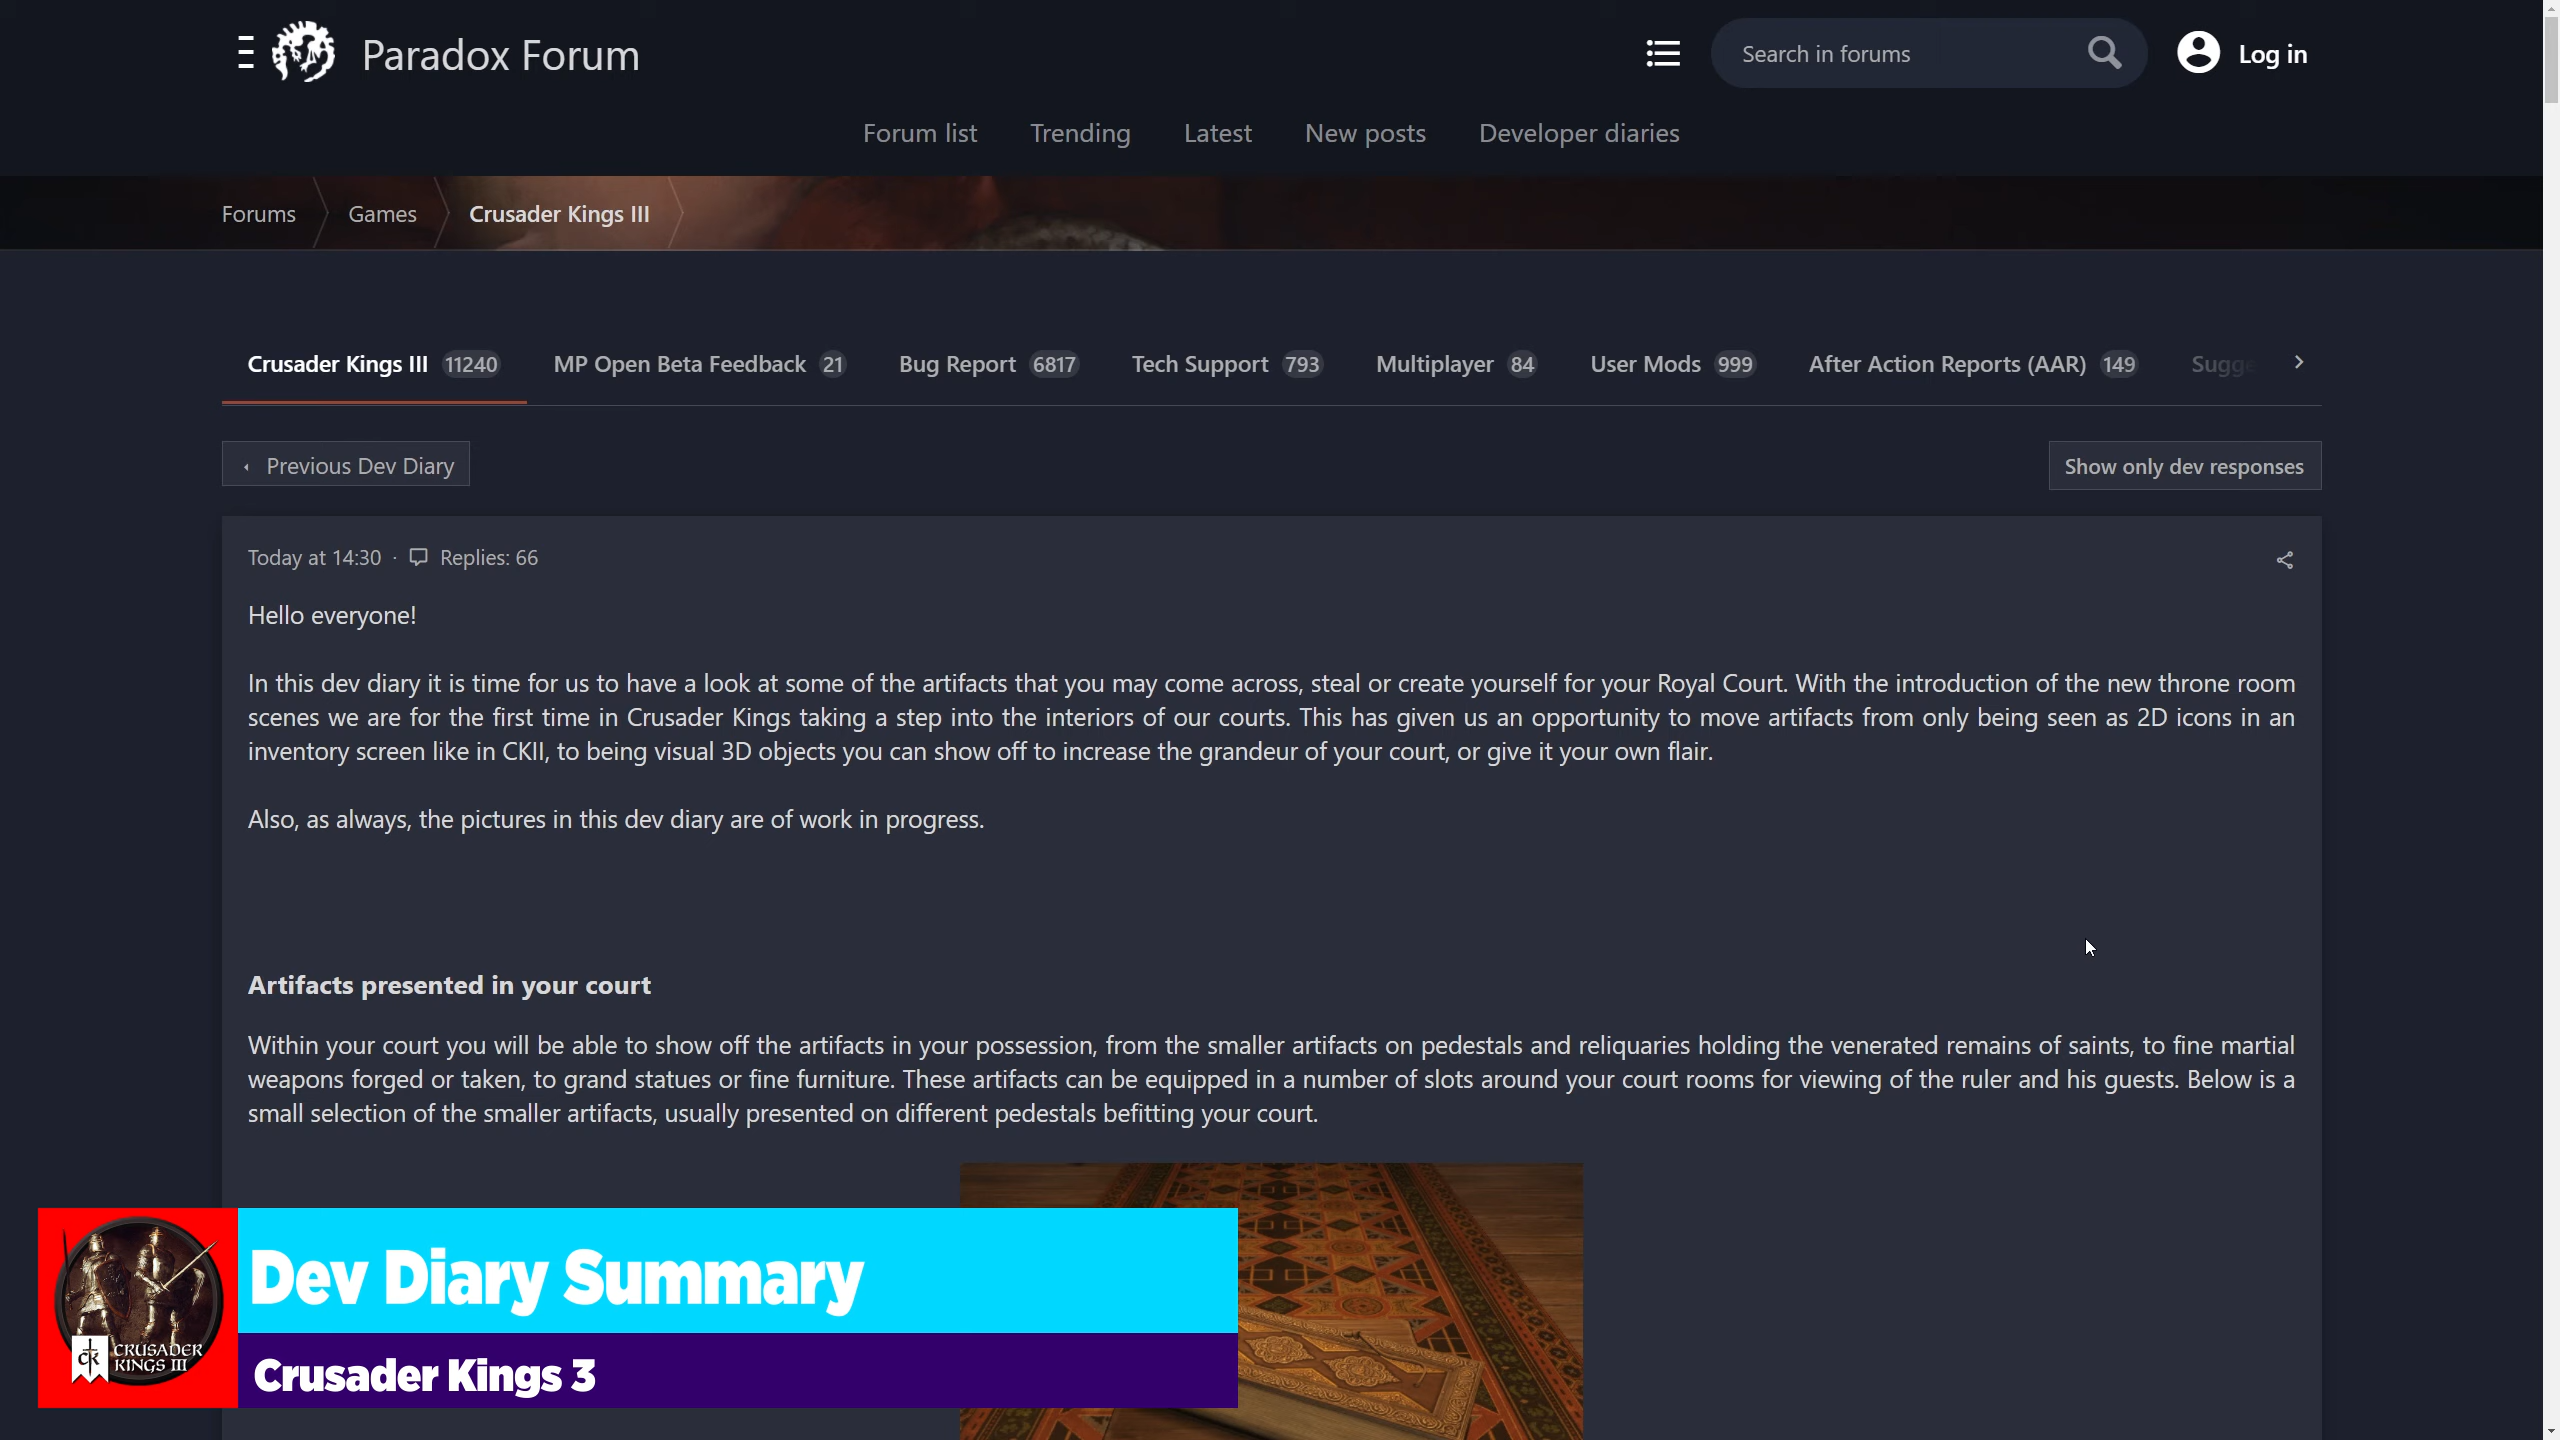 Paradox Forum
Search in forums
Log in
Forum list Trending Latest New posts Developer diaries
Forums Games Crusader Kings III
Crusader Kings III 11240 MP Open Beta Feedback 21 Bug Report 6817 Tech Support 793 Multiplayer 84 User Mods 999 After Action Reports (AAR) 149
Previous Dev Diary
Show only dev responses
Today at 14:30 · Replies: 66
Hello everyone!
In this dev diary it is time for us to have a look at some of the artifacts that you may come across, steal or create yourself for your Royal Court. With the introduction of the new throne room
scenes we are for the first time in Crusader Kings taking a step into the interiors of our courts. This has given us an opportunity to move artifacts from only being seen as 2D icons in an
inventory screen like in CKII, to being visual 3D objects you can show off to increase the grandeur of your court, or give it your own flair.
Also, as always, the pictures in this dev diary are of work in progress.
Artifacts presented in your court
Within your court you will be able to show off the artifacts in your possession, from the smaller artifacts on pedestals and reliquaries holding the venerated remains of saints, to fine martial
weapons forged or taken, to grand statues or fine furniture. These artifacts can be equipped in a number of slots around your court rooms for viewing of the ruler and his guests. Below is a
small selection of the smaller artifacts, usually presented on different pedestals befitting your court.
Dev Diary Summary
Crusader Kings 3
CK
CRUSADER
KINGS III